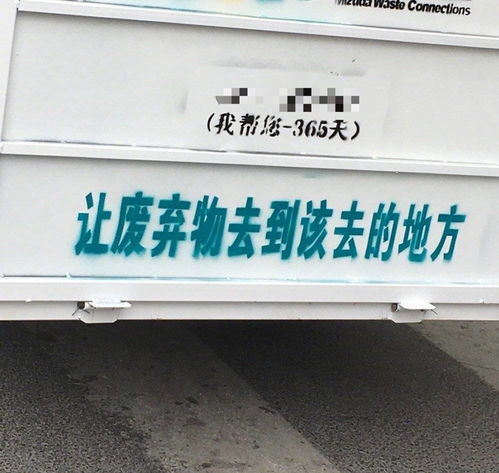 Mizuda Waste Connections
(我帮您-365天)
让废弃物去到该去的地方